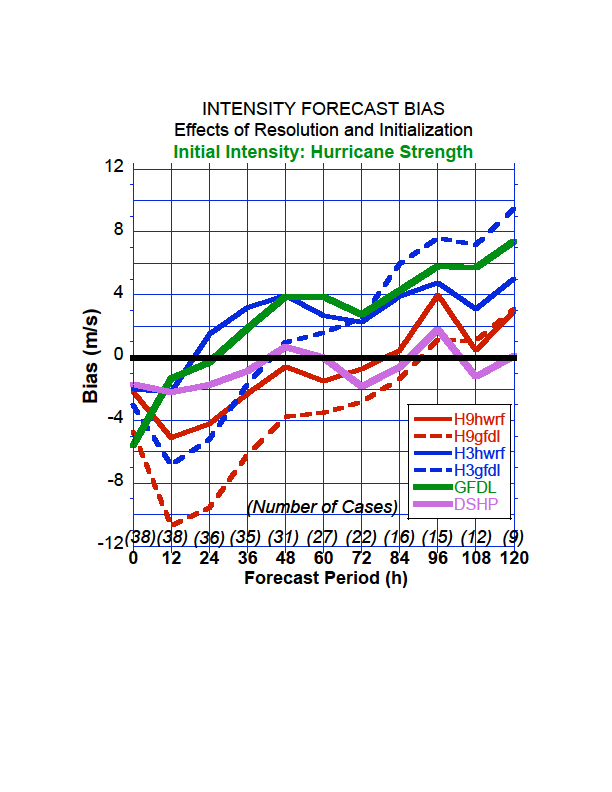 INTENSITY FORECAST BIAS
Effects of Resolution and Initialization
Initial Intensity: Hurricane Strength
12
8
4
0
-4
-8
-12
Bias (m/s)
H9hwrf
H9gfdl
H3hwrf
H3gfdl
GFDL
DSHP
(Number of Cases)
(38) (38) (36) (35) (31) (27) (22) (16) (15) (12) (9)
0 12 24 36 48 60 72 84 96 108 120
Forecast Period (h)